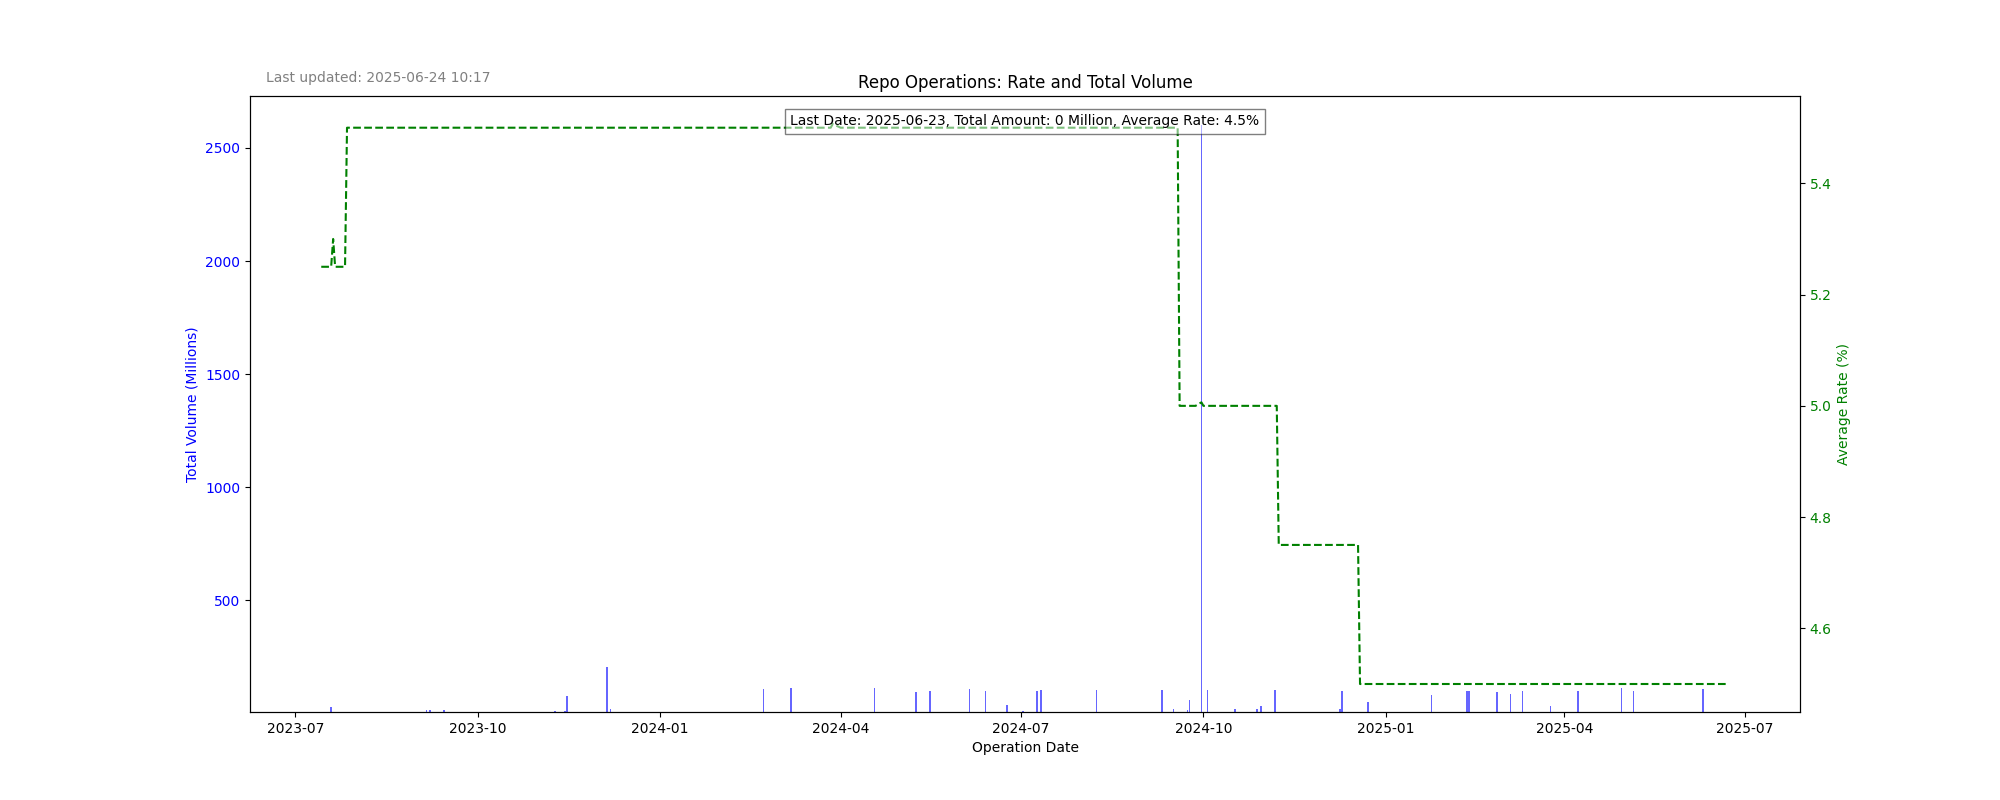 Last updated: 2025-06-24 10:17
Repo Operations: Rate and Total Volume
Last Date: 2025-06-23, Total Amount: 0 Million, Average Rate: 4.5%
2500
2000
1500
1000
500
Total Volume (Millions)
5.4
5.2
5.0
4.8
4.6
Average Rate (%)
2023-07 2023-10 2024-01 2024-04 2024-07 2024-10 2025-01 2025-04 2025-07
Operation Date